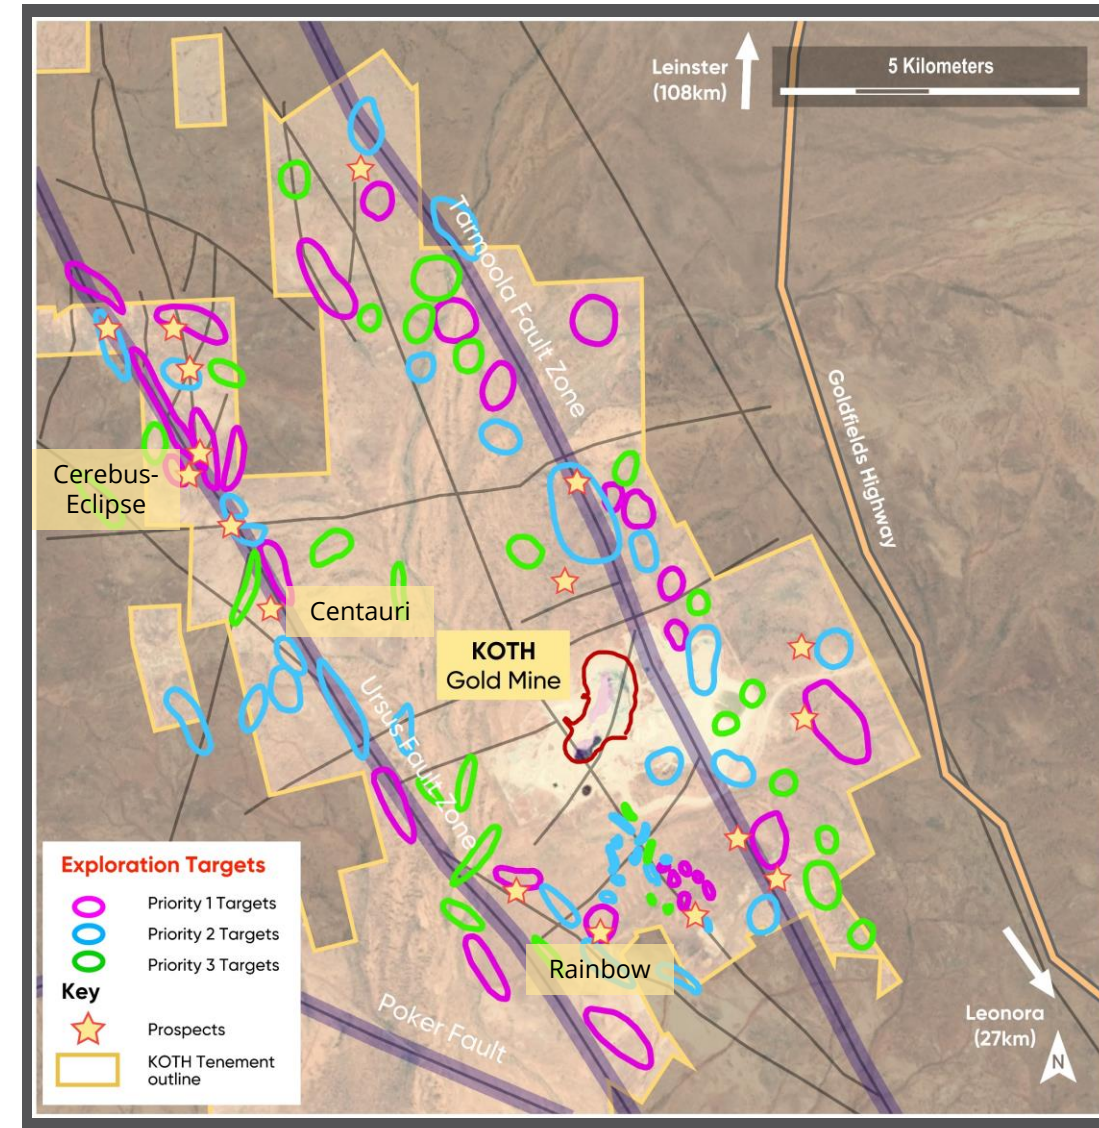 Leinster
(108km)
5 Kilometers
Tarmoola Fault Zone
Goldfields Highway
Cerebus-
Eclipse
Centauri
KOTH
Gold Mine
Ursus Fault Zone
Exploration Targets
Priority 1 Targets
Priority 2 Targets
Priority 3 Targets
Key
Prospects
KOTH Tenement
outline
Rainbow
Poker Fault
Leonora
(27km)
N